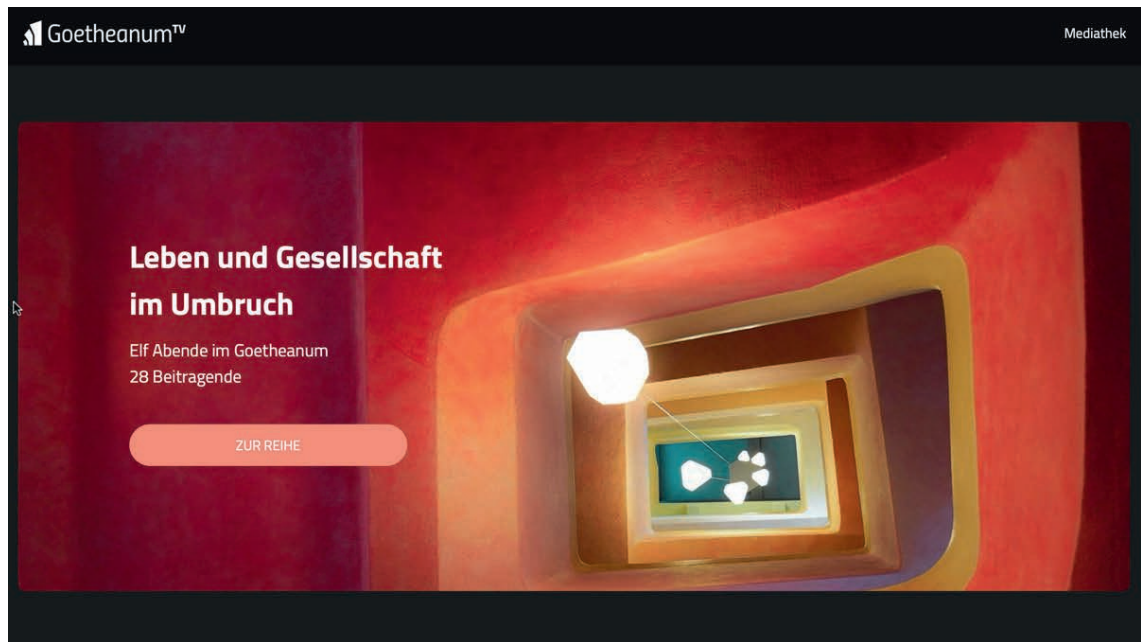 Goetheanum™
Mediathek
Leben und Gesellschaft
im Umbruch
Elf Abende im Goetheanum
28 Beitragende
ZUR REIHE